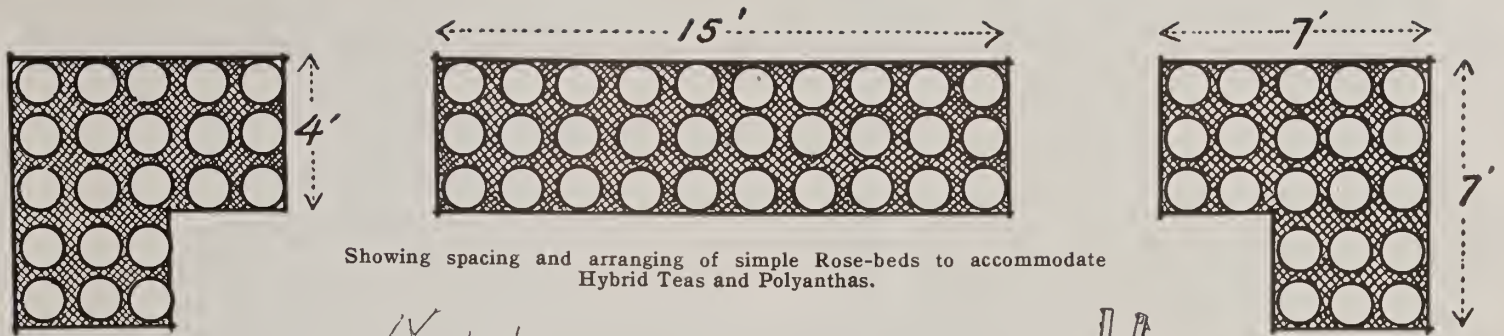 15'
7'
4'
7'
Showing spacing and arranging of simple Rose-beds to accommodate
Hybrid Teas and Polyanthas.